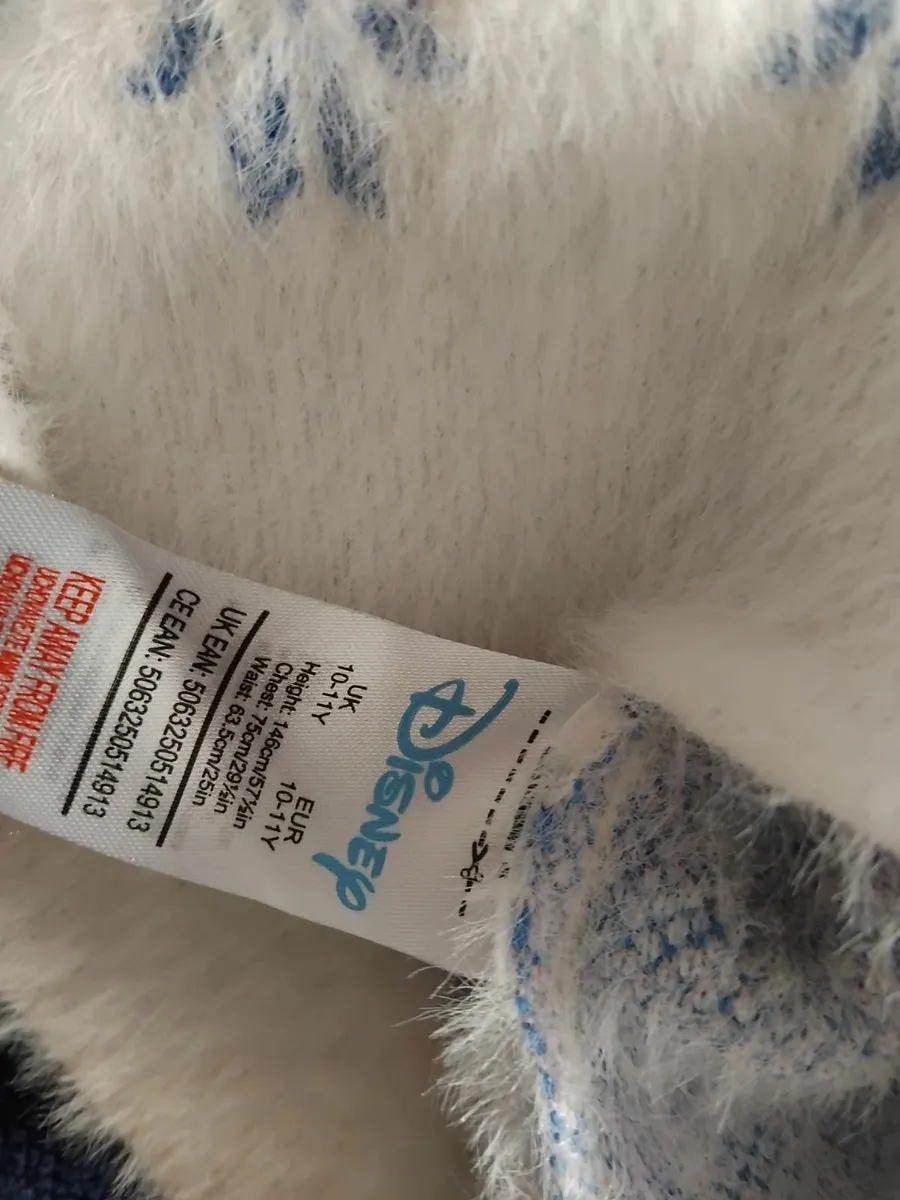 Disney
UK EUR
10-11Y 10-11Y
Height: 146cm/57½in
Chest: 75cm/29½in
Waist: 63.5cm/25in
UK EAN: 5063250514913
CE EAN: 5063250514913
KEEP AWAY FROM FIRE